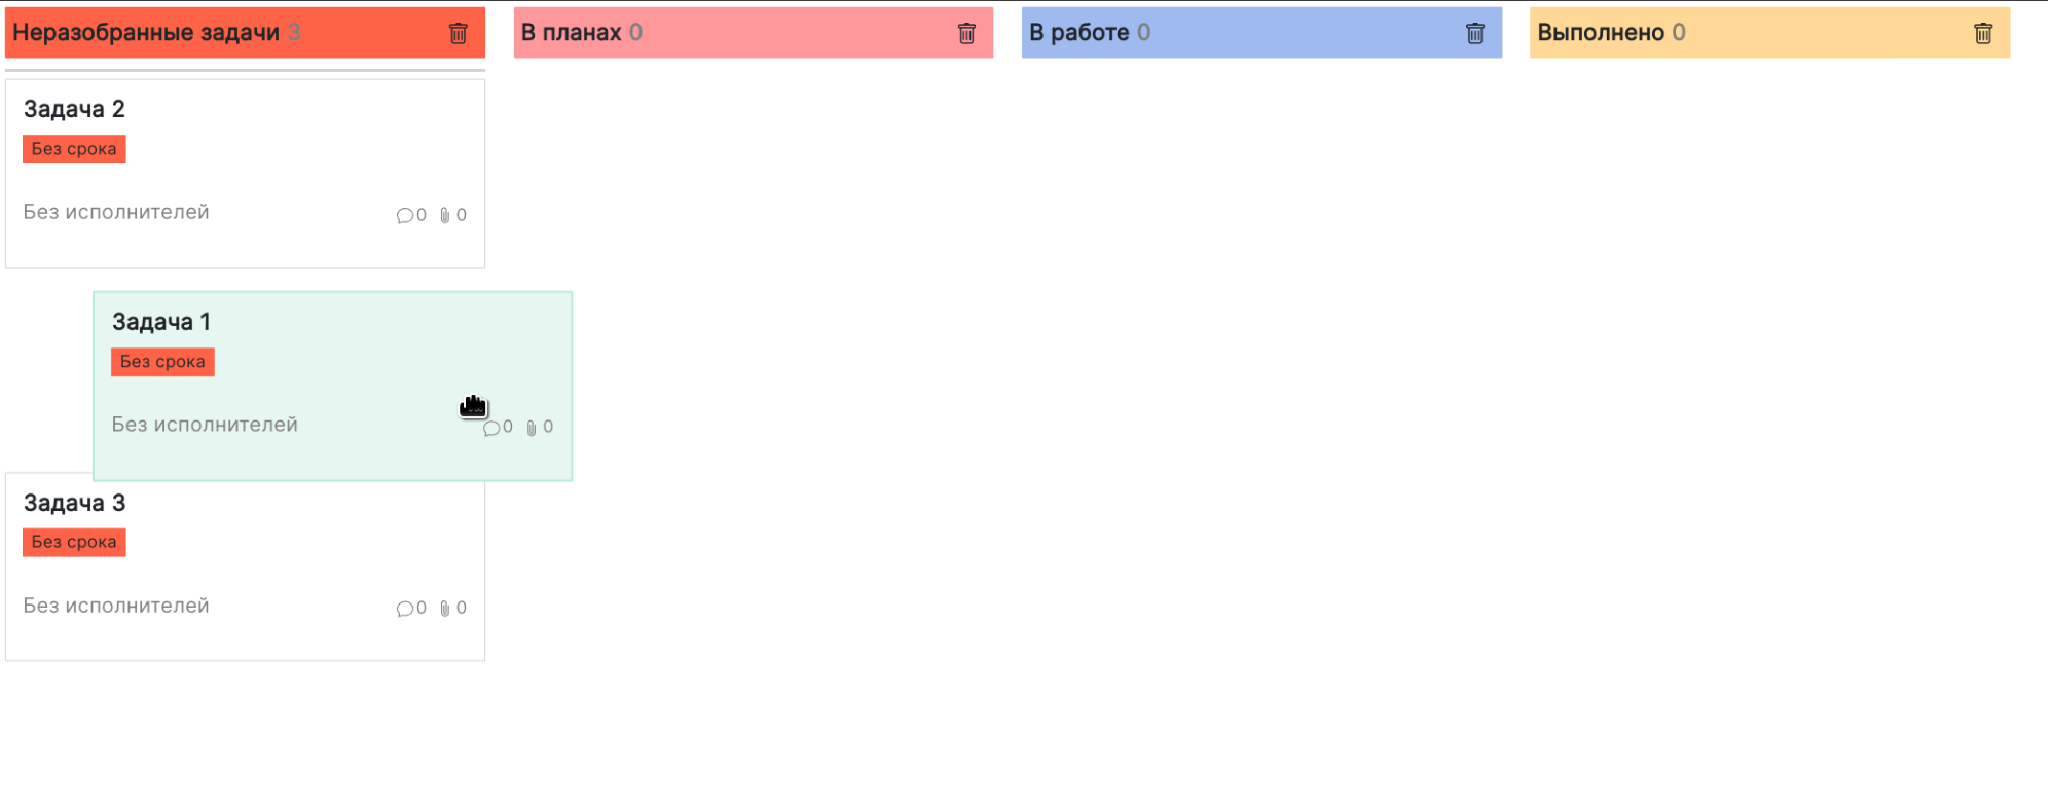 Неразобранные задачи 3
В планах 0
В работе 0
Выполнено 0
Задача 2
Без срока
Без исполнителей 0 0
Задача 1
Без срока
Без исполнителей 0 0
Задача 3
Без срока
Без исполнителей 0 0